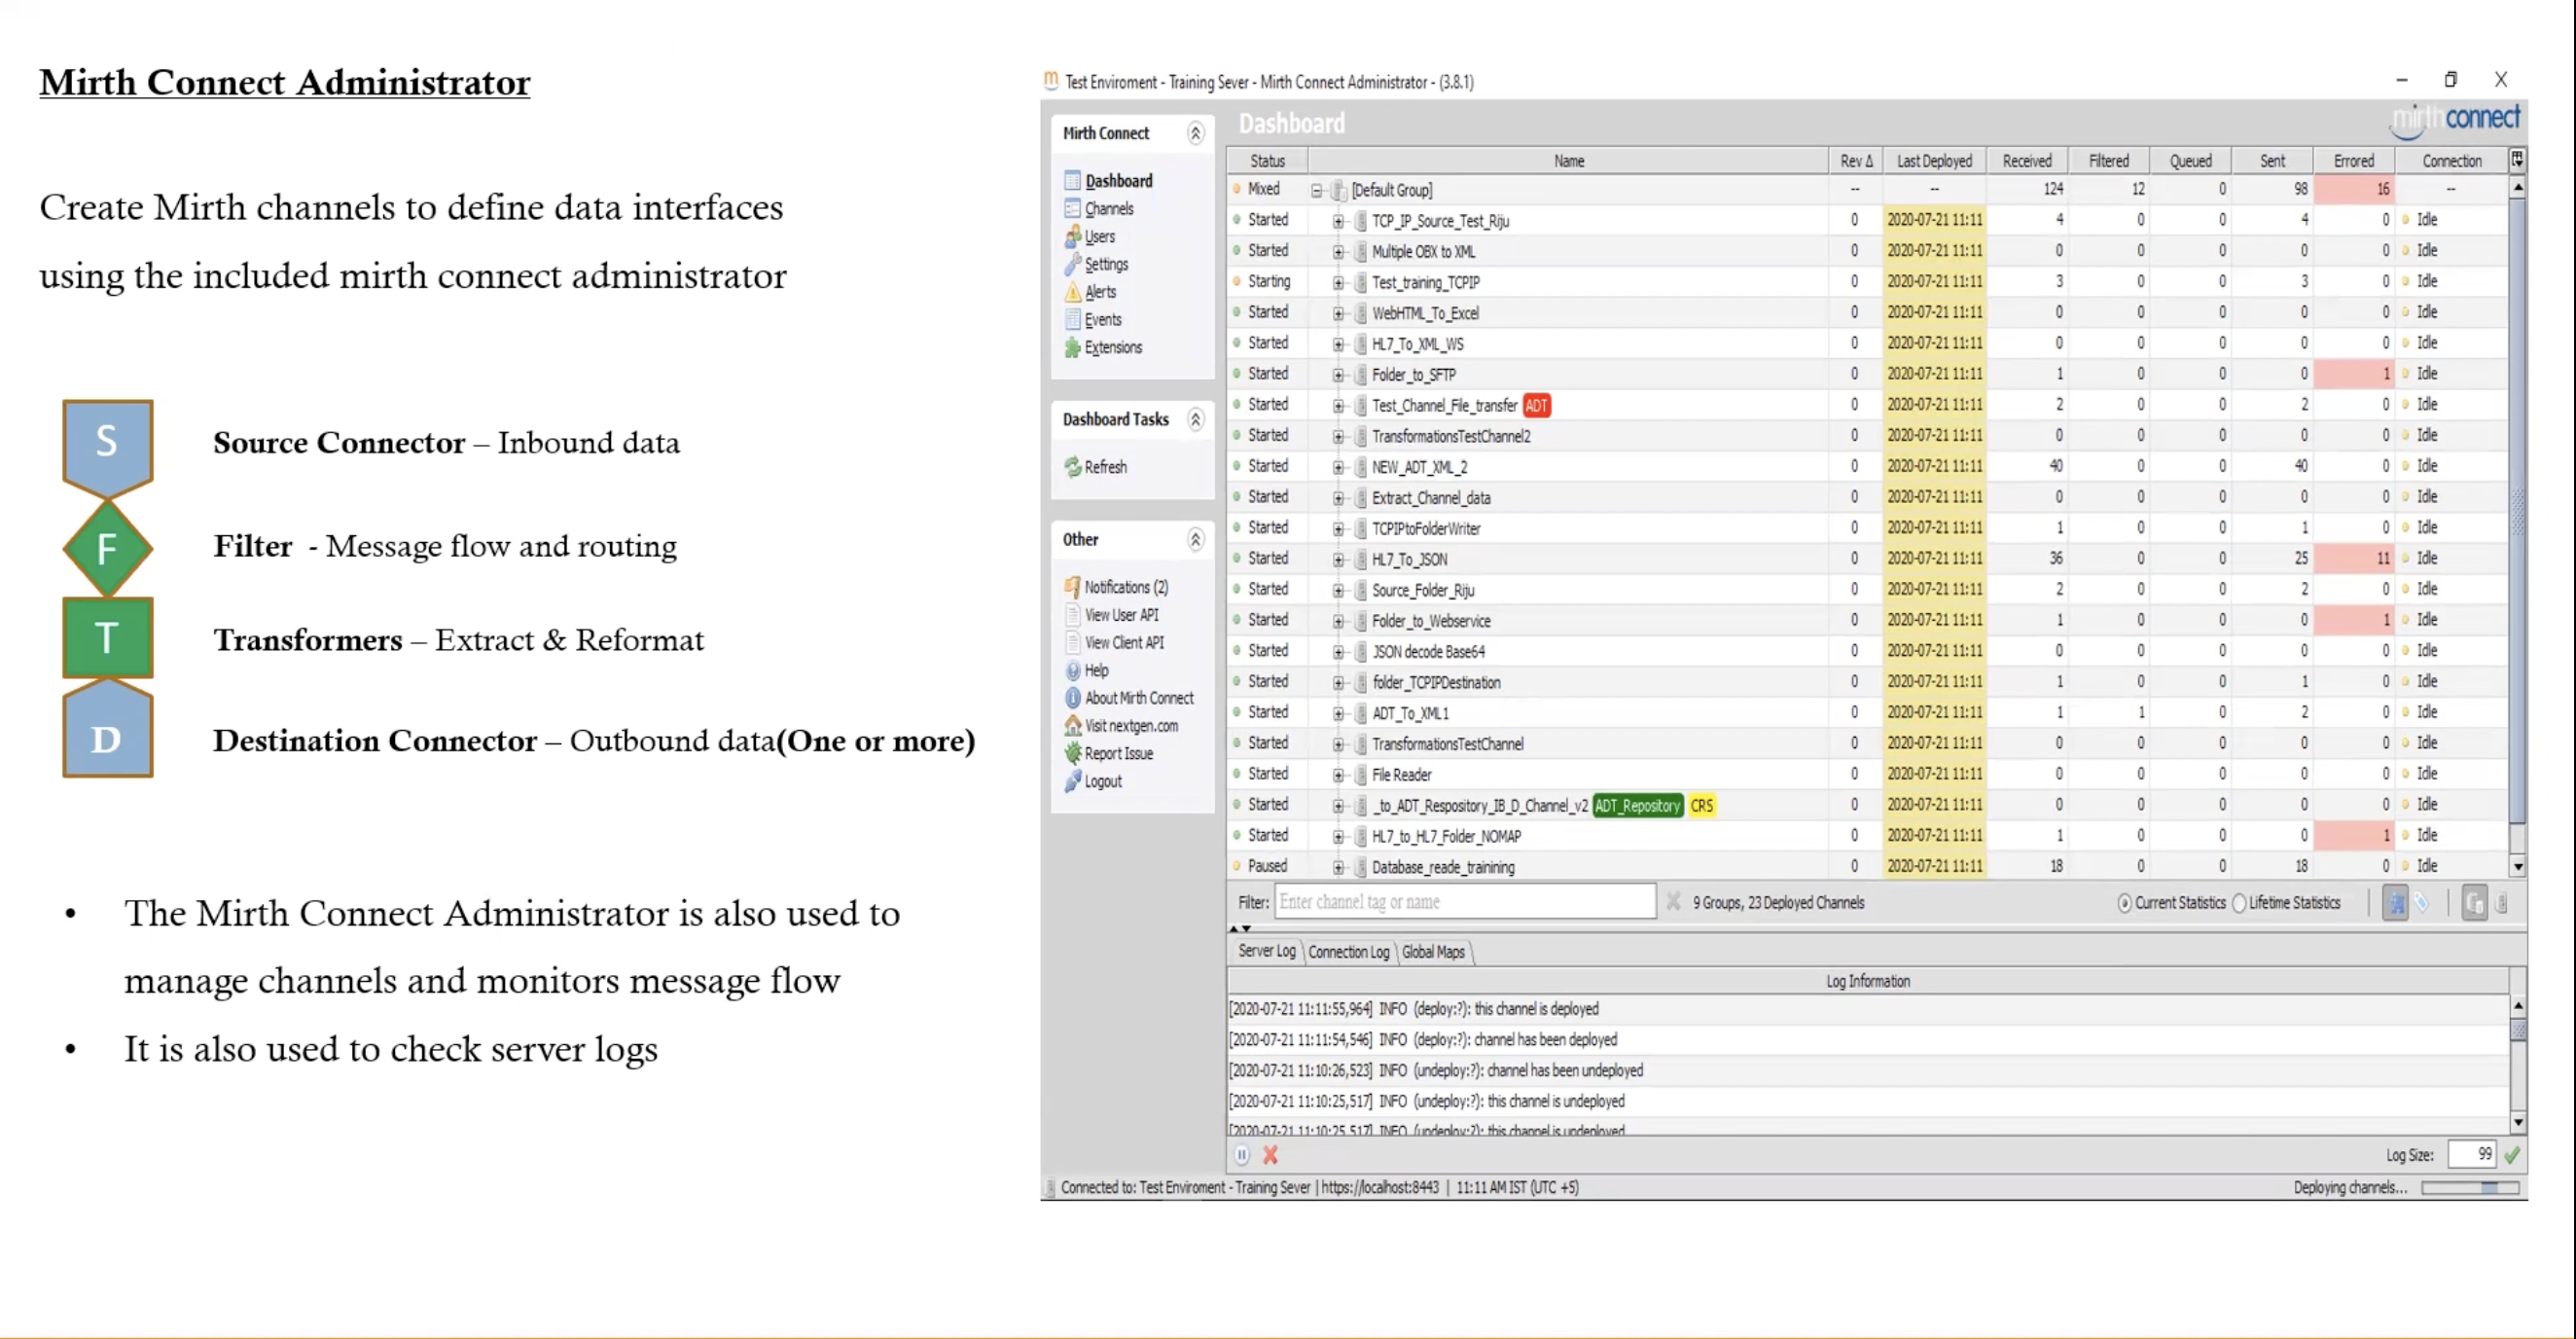 Mirth Connect Administrator
Create Mirth channels to define data interfaces
using the included mirth connect administrator
S
Source Connector – Inbound data
F
Filter - Message flow and routing
T
Transformers – Extract & Reformat
D
Destination Connector – Outbound data(One or more)
• The Mirth Connect Administrator is also used to
manage channels and monitors message flow
• It is also used to check server logs
Test Enviroment - Training Sever - Mirth Connect Administrator - (3.8.1)
Mirth Connect
Dashboard
Channels
Users
Settings
Alerts
Events
Extensions
Dashboard Tasks
Refresh
Other
Notifications (2)
View User API
View Client API
Help
About Mirth Connect
Visit nextgen.com
Report Issue
Logout
Dashboard
mirth connect
Status Name Rev Δ Last Deployed Received Filtered Queued Sent Errored Connection
Mixed [Default Group] -- -- 124 12 0 98 16 --
Started TCP_IP_Source_Test_Riju 0 2020-07-21 11:11 4 0 0 4 0 Idle
Started Multiple OBX to XML 0 2020-07-21 11:11 0 0 0 0 0 Idle
Starting Test_training_TCPIP 0 2020-07-21 11:11 3 0 0 3 0 Idle
Started WebHTML_To_Excel 0 2020-07-21 11:11 0 0 0 0 0 Idle
Started HL7_To_XML_WS 0 2020-07-21 11:11 0 0 0 0 0 Idle
Started Folder_to_SFTP 0 2020-07-21 11:11 1 0 0 0 1 Idle
Started Test_Channel_File_transfer ADT 0 2020-07-21 11:11 2 0 0 2 0 Idle
Started TransformationsTestChannel2 0 2020-07-21 11:11 0 0 0 0 0 Idle
Started NEW_ADT_XML_2 0 2020-07-21 11:11 40 0 0 40 0 Idle
Started Extract_Channel_data 0 2020-07-21 11:11 0 0 0 0 0 Idle
Started TCPIPtoFolderWriter 0 2020-07-21 11:11 1 0 0 1 0 Idle
Started HL7_To_JSON 0 2020-07-21 11:11 36 0 0 25 11 Idle
Started Source_Folder_Riju 0 2020-07-21 11:11 2 0 0 2 0 Idle
Started Folder_to_Webservice 0 2020-07-21 11:11 1 0 0 0 1 Idle
Started JSON decode Base64 0 2020-07-21 11:11 0 0 0 0 0 Idle
Started folder_TCPIPDestination 0 2020-07-21 11:11 1 0 0 1 0 Idle
Started ADT_To_XML1 0 2020-07-21 11:11 1 1 0 2 0 Idle
Started TransformationsTestChannel 0 2020-07-21 11:11 0 0 0 0 0 Idle
Started File Reader 0 2020-07-21 11:11 0 0 0 0 0 Idle
Started _to_ADT_Respository_IB_D_Channel_v2 ADT_Repository CRS 0 2020-07-21 11:11 0 0 0 0 0 Idle
Started HL7_to_HL7_Folder_NOMAP 0 2020-07-21 11:11 1 0 0 0 1 Idle
Paused Database_reade_trainining 0 2020-07-21 11:11 18 0 0 18 0 Idle
Filter: Enter channel tag or name 9 Groups, 23 Deployed Channels Current Statistics Lifetime Statistics
Server Log Connection Log Global Maps
Log Information
[2020-07-21 11:11:55,964] INFO (deploy:?): this channel is deployed
[2020-07-21 11:11:54,546] INFO (deploy:?): channel has been deployed
[2020-07-21 11:10:26,523] INFO (undeploy:?): channel has been undeployed
[2020-07-21 11:10:25,517] INFO (undeploy:?): this channel is undeployed
[2020-07-21 11:10:25,517] INFO (undeploy:?): this channel is undeployed
Log Size: 99
Connected to: Test Enviroment - Training Sever | https://localhost:8443 | 11:11 AM IST (UTC +5) Deploying channels...